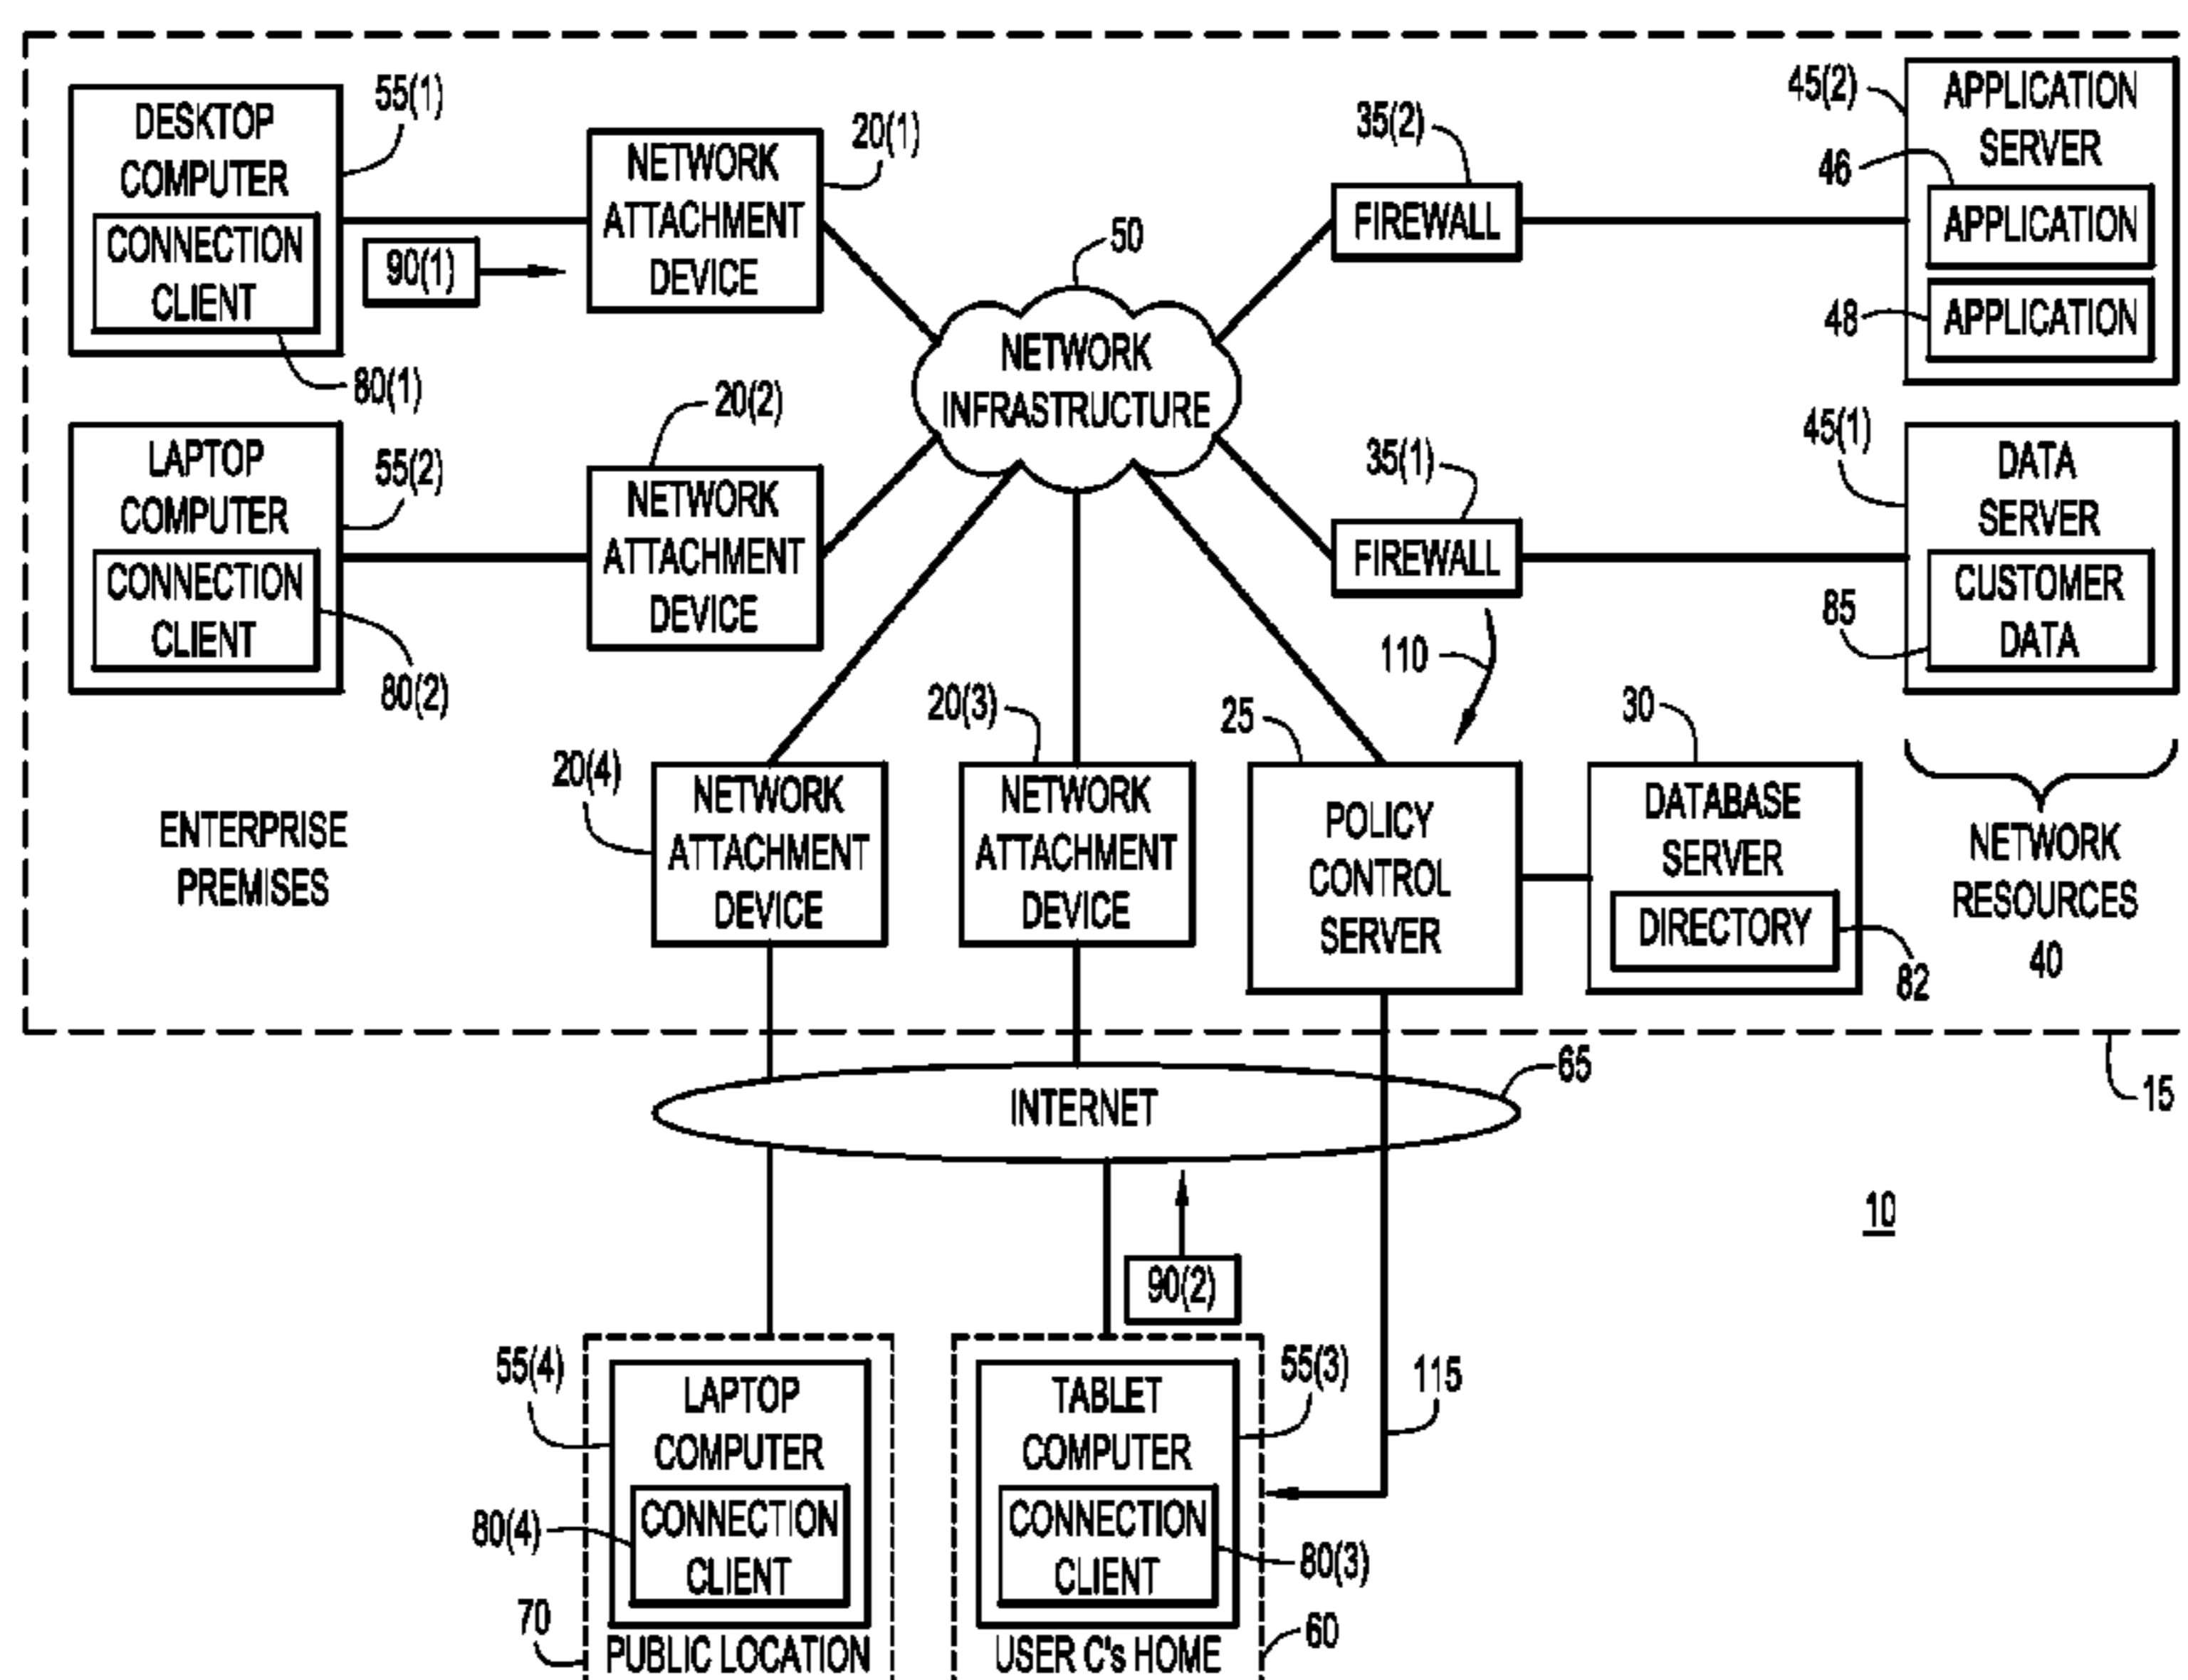 DESKTOP
COMPUTER
CONNECTION
CLIENT
55(1)
80(1)
90(1)
NETWORK
ATTACHMENT
DEVICE
20(1)
50
NETWORK
INFRASTRUCTURE
35(2)
FIREWALL
45(2)
APPLICATION
SERVER
46
APPLICATION
48
APPLICATION
LAPTOP
COMPUTER
CONNECTION
CLIENT
55(2)
80(2)
NETWORK
ATTACHMENT
DEVICE
20(2)
35(1)
FIREWALL
110
45(1)
DATA
SERVER
85
CUSTOMER
DATA
ENTERPRISE
PREMISES
20(4)
NETWORK
ATTACHMENT
DEVICE
20(3)
NETWORK
ATTACHMENT
DEVICE
25
POLICY
CONTROL
SERVER
30
DATABASE
SERVER
DIRECTORY
82
NETWORK
RESOURCES
40
15
INTERNET
65
10
90(2)
55(4)
LAPTOP
COMPUTER
CONNECTION
CLIENT
80(4)
70
PUBLIC LOCATION
55(3)
TABLET
COMPUTER
CONNECTION
CLIENT
80(3)
115
USER C's HOME
60